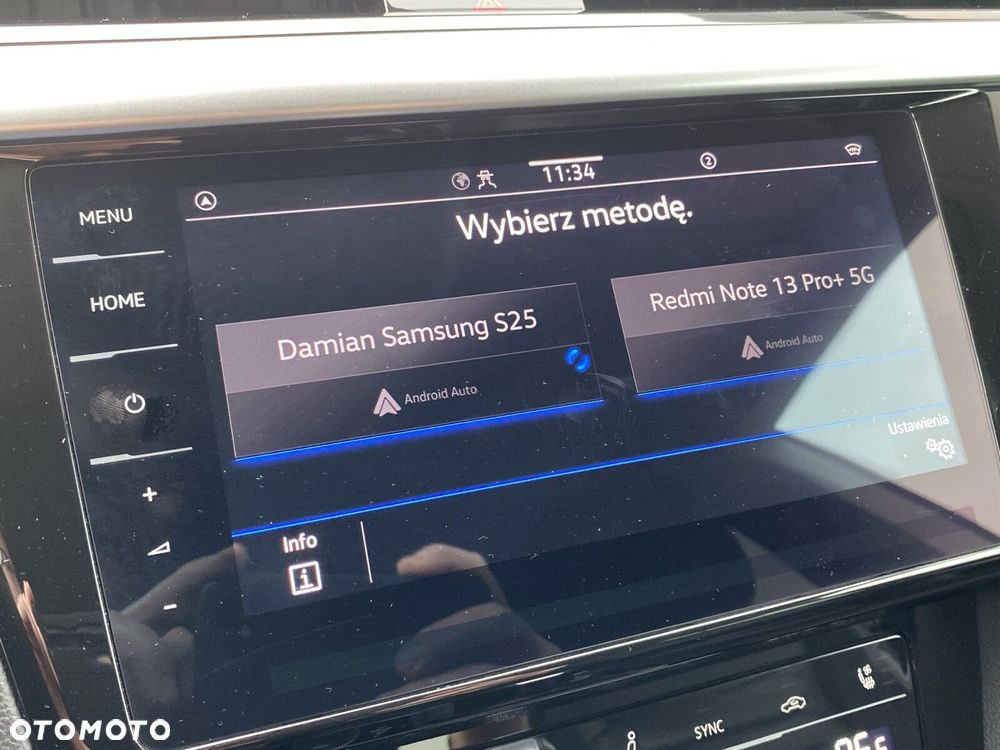 MENU
HOME
+
-
11:34
2
Wybierz metodę.
Damian Samsung S25
Android Auto
Redmi Note 13 Pro+ 5G
Android Auto
Ustawienia
Info
i
SYNC
OTOMOTO